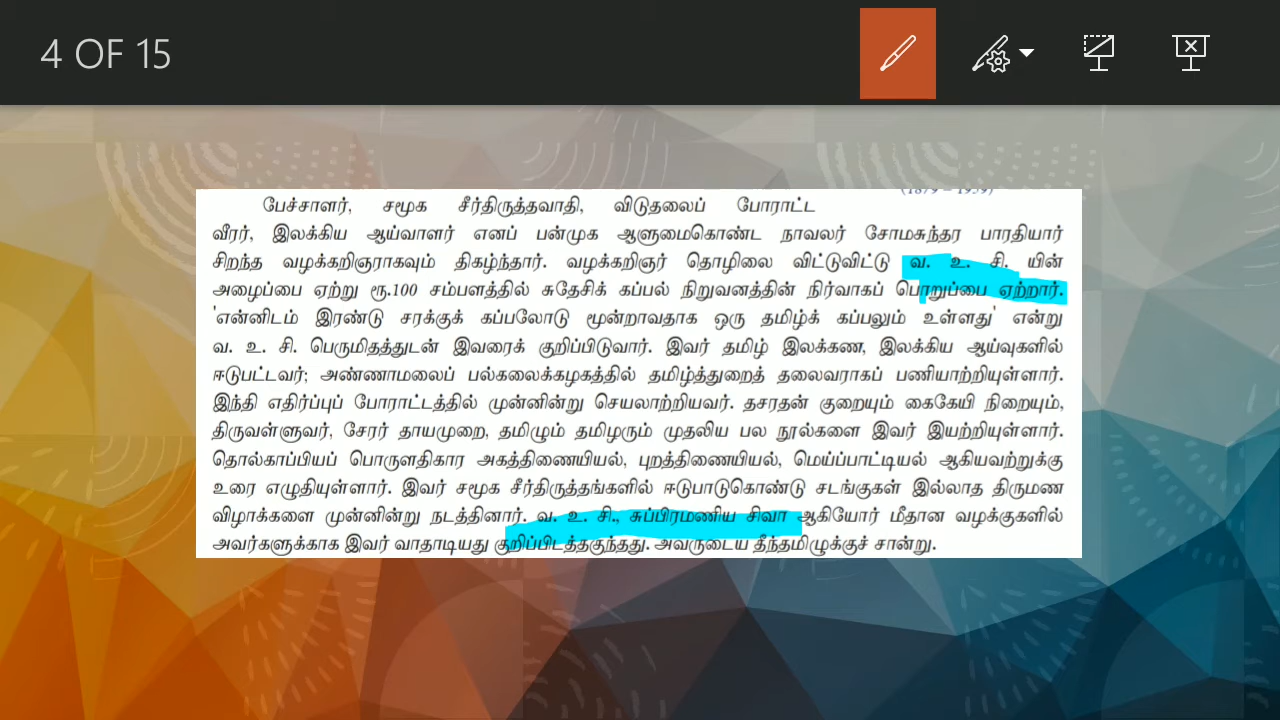 4 OF 15
(1879 – 1959)
பேச்சாளர், சமூக சீர்திருத்தவாதி, விடுதலைப் போராட்ட
வீரர், இலக்கிய ஆய்வாளர் எனப் பன்முக ஆளுமைகொண்ட நாவலர் சோமசுந்தர பாரதியார்
சிறந்த வழக்கறிஞராகவும் திகழ்ந்தார். வழக்கறிஞர் தொழிலை விட்டுவிட்டு வ. உ. சி. யின்
அழைப்பை ஏற்று ரூ.100 சம்பளத்தில் சுதேசிக் கப்பல் நிறுவனத்தின் நிர்வாகப் பொறுப்பை ஏற்றார்.
'என்னிடம் இரண்டு சரக்குக் கப்பலோடு மூன்றாவதாக ஒரு தமிழ்க் கப்பலும் உள்ளது' என்று
வ. உ. சி. பெருமிதத்துடன் இவரைக் குறிப்பிடுவார். இவர் தமிழ் இலக்கண, இலக்கிய ஆய்வுகளில்
ஈடுபட்டவர்; அண்ணாமலைப் பல்கலைக்கழகத்தில் தமிழ்த்துறைத் தலைவராகப் பணியாற்றியுள்ளார்.
இந்தி எதிர்ப்புப் போராட்டத்தில் முன்னின்று செயலாற்றியவர். தசரதன் குறையும் கைகேயி நிறையும்,
திருவள்ளுவர், சேரர் தாயமுறை, தமிழும் தமிழரும் முதலிய பல நூல்களை இவர் இயற்றியுள்ளார்.
தொல்காப்பியப் பொருளதிகார அகத்திணையியல், புறத்திணையியல், மெய்ப்பாட்டியல் ஆகியவற்றுக்கு
உரை எழுதியுள்ளார். இவர் சமூக சீர்திருத்தங்களில் ஈடுபாடுகொண்டு சடங்குகள் இல்லாத திருமண
விழாக்களை முன்னின்று நடத்தினார். வ. உ. சி., சுப்பிரமணிய சிவா ஆகியோர் மீதான வழக்குகளில்
அவர்களுக்காக இவர் வாதாடியது குறிப்பிடத்தகுந்தது. அவருடைய தீந்தமிழுக்குச் சான்று.